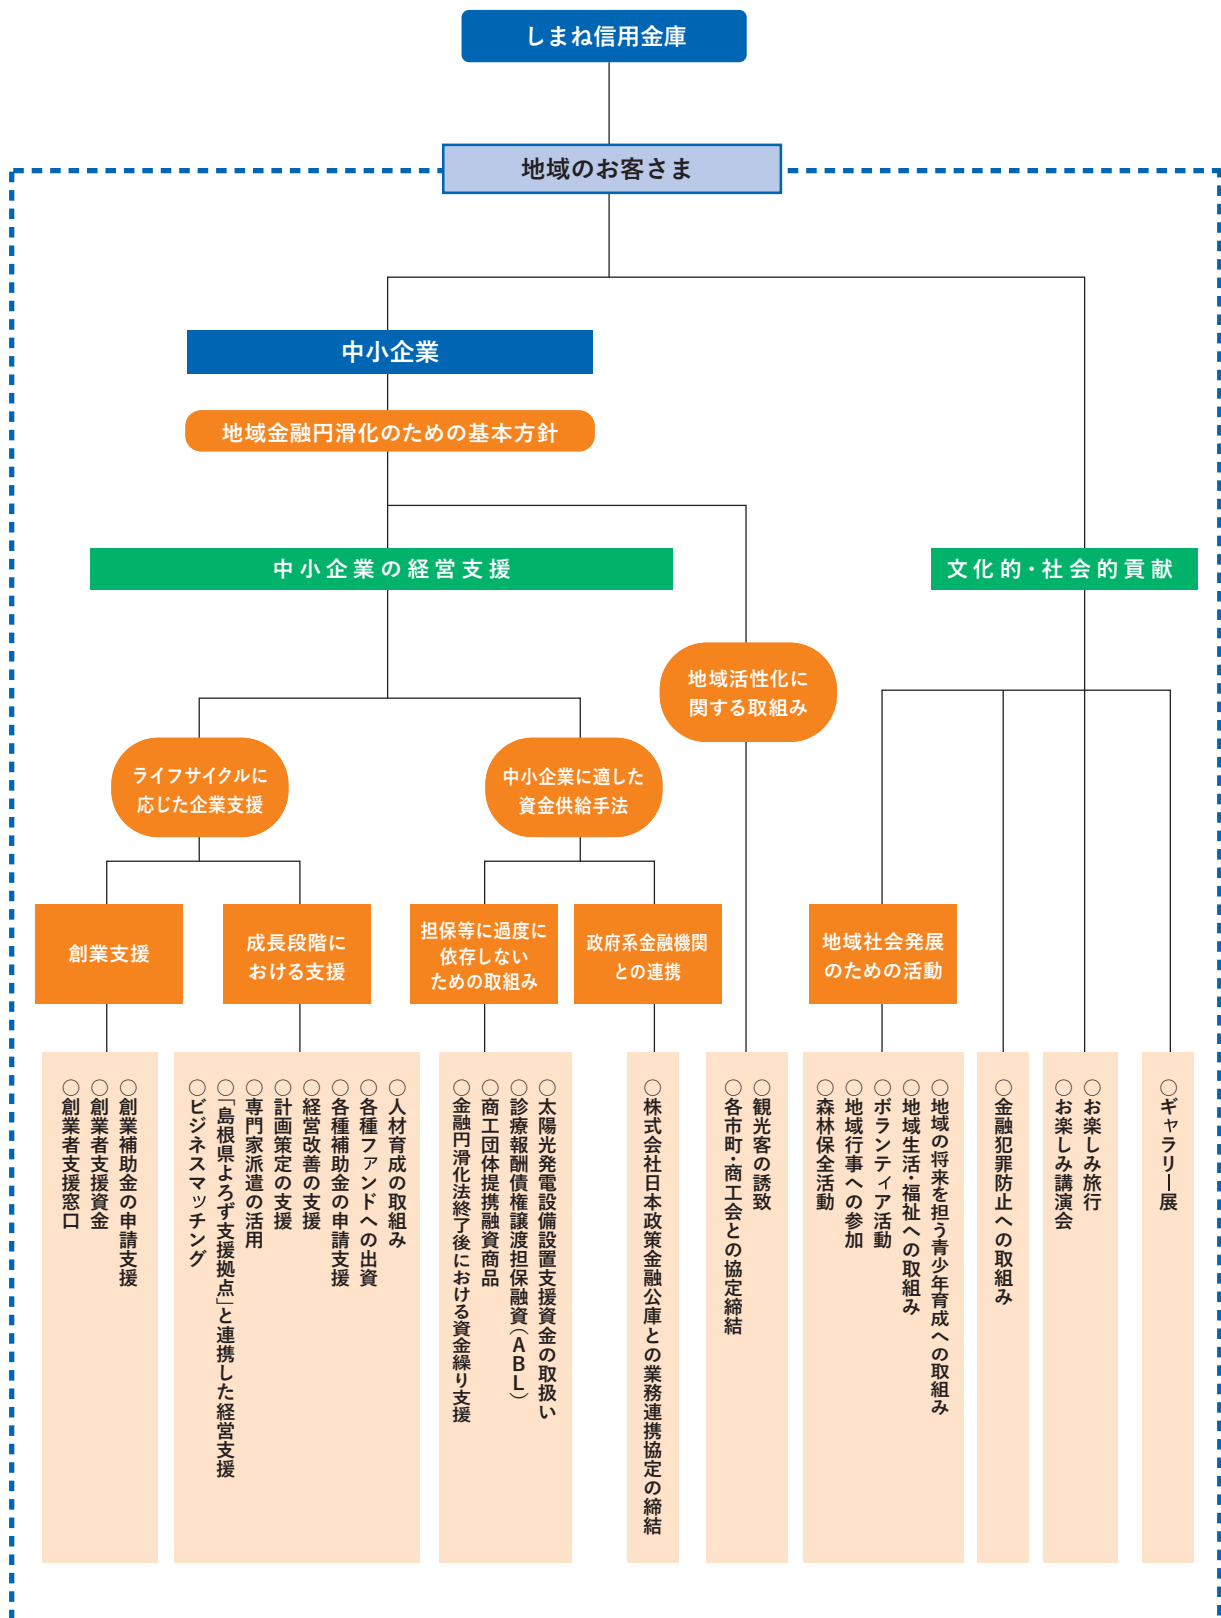 しまね信用金庫
地域のお客さま
中小企業
地域金融円滑化のための基本方針
中小企業の経営支援
文化的・社会的貢献
地域活性化に
関する取組み
ライフサイクルに
応じた企業支援
中小企業に適した
資金供給手法
創業支援
成長段階に
おける支援
担保等に過度に
依存しない
ための取組み
政府系金融機関
との連携
地域社会発展
のための活動
○創業補助金の申請支援
○創業者支援資金
○創業者支援窓口
○人材育成の取組み
○各種ファンドへの出資
○各種補助金の申請支援
○経営改善の支援
○計画策定の支援
○専門家派遣の活用
○「島根県よろず支援拠点」と連携した経営支援
○ビジネスマッチング
○太陽光発電設備設置支援資金の取扱い
○診療報酬債権譲渡担保融資(ABL)
○商工団体提携融資商品
○金融円滑化法終了後における資金繰り支援
○株式会社日本政策金融公庫との業務連携協定の締結
○観光客の誘致
○各市町・商工会との協定締結
○地域の将来を担う青少年育成への取組み
○地域生活・福祉への取組み
○ボランティア活動
○地域行事への参加
○森林保全活動
○金融犯罪防止への取組み
○お楽しみ旅行
○お楽しみ講演会
○ギャラリー展